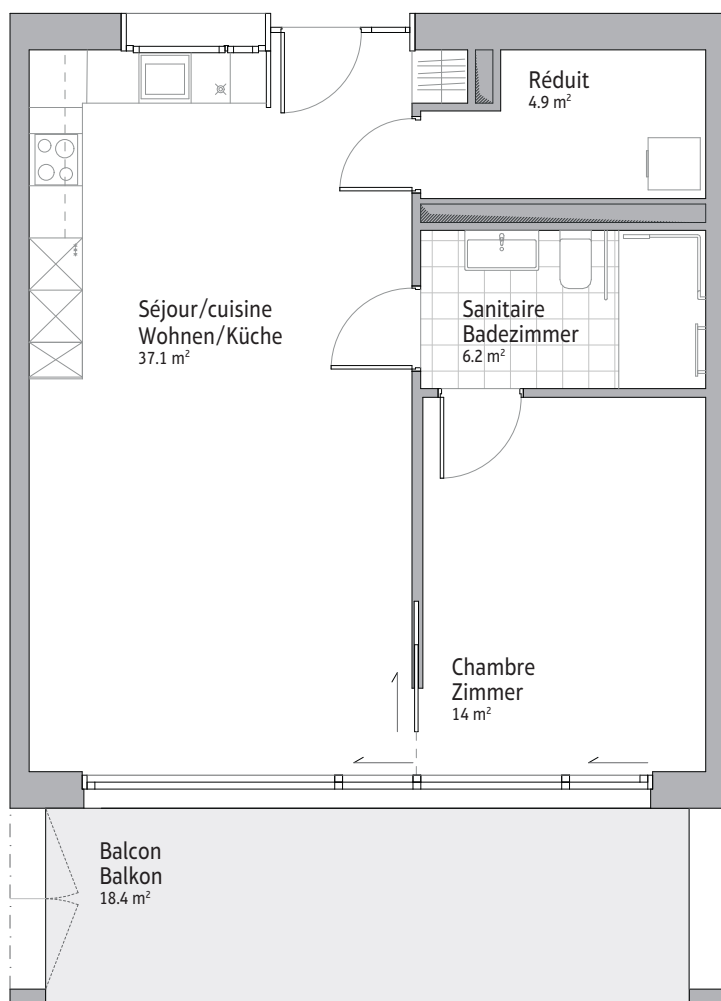 Réduit
4.9 m²
Séjour/cuisine
Wohnen/Küche
37.1 m²
Sanitaire
Badezimmer
6.2 m²
Chambre
Zimmer
14 m²
Balcon
Balkon
18.4 m²